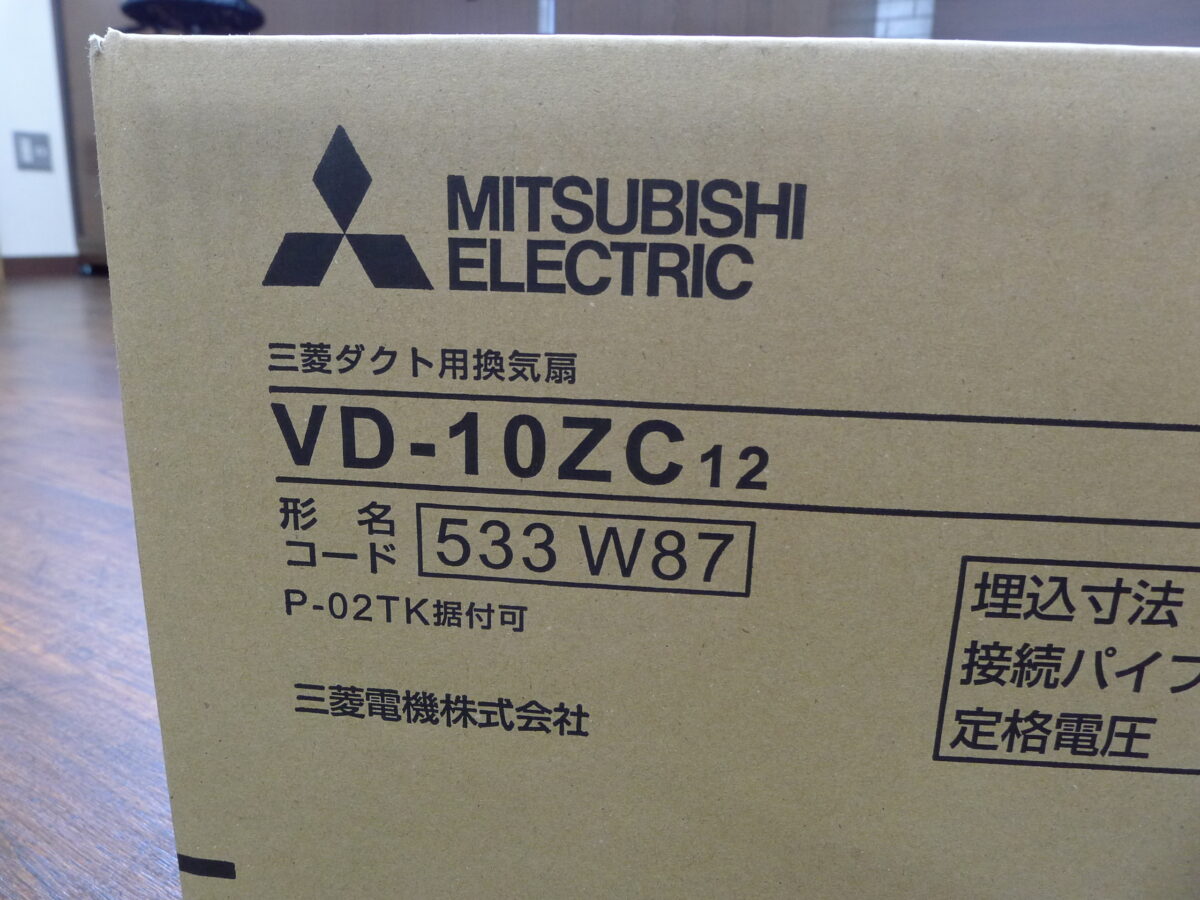 MITSUBISHI
ELECTRIC
三菱ダクト用換気扇
VD-10ZC12
形名
コード 533 W87
P-02TK据付可
三菱電機株式会社
埋込寸法
接続パイプ
定格電圧